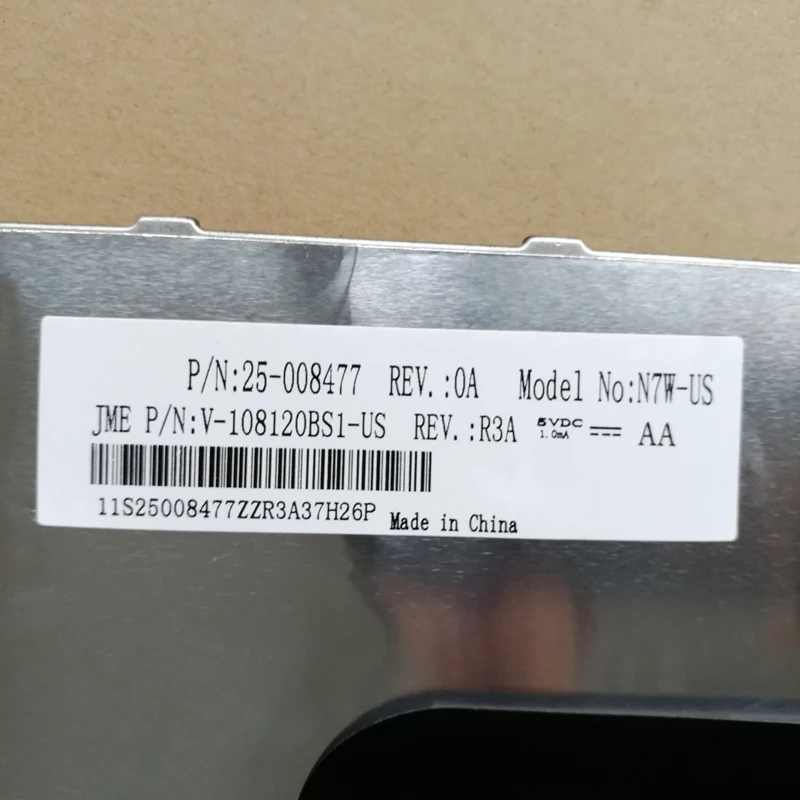 P/N:25-008477 REV.:0A Model No:N7W-US
JME P/N:V-108120BS1-US REV.:R3A 5VDC 1.0mA ⎓ AA
11S25008477ZZR3A37H26P Made in China